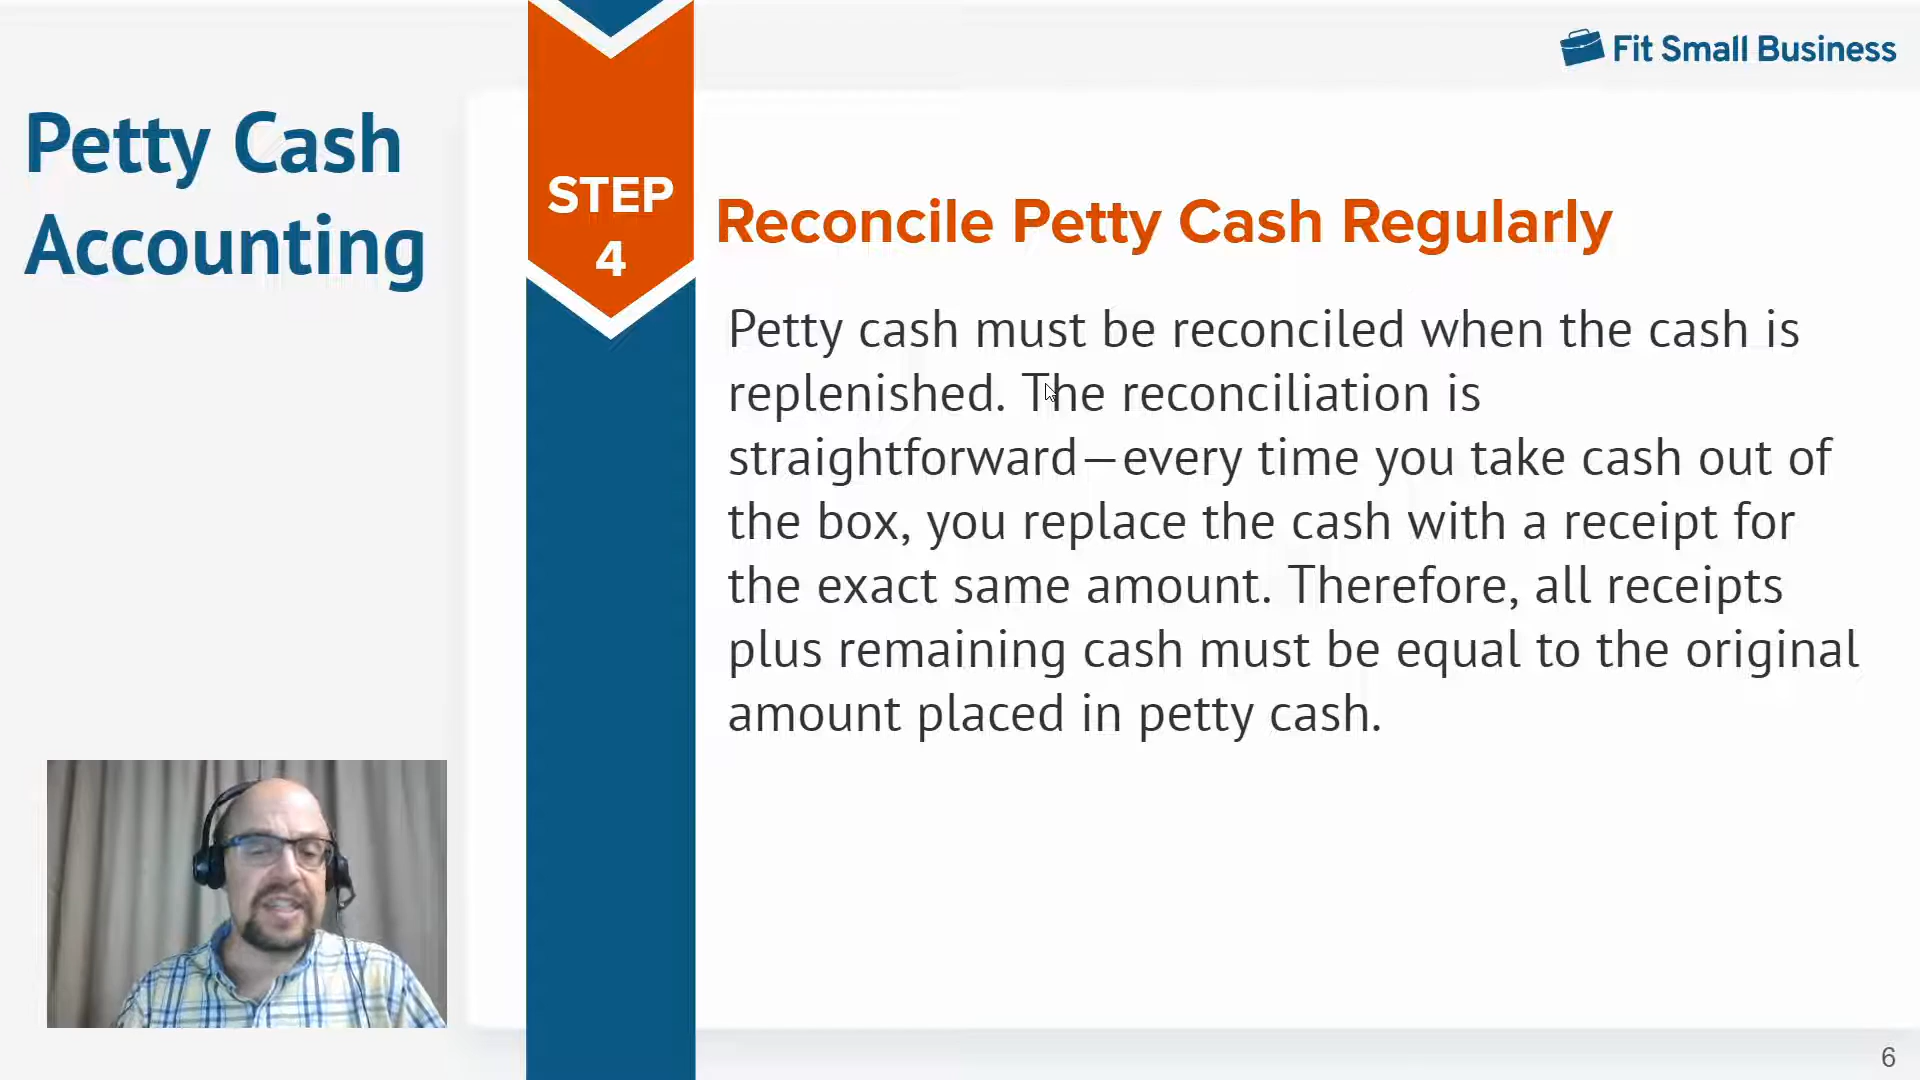 Fit Small Business
Petty Cash
Accounting
STEP
4
Reconcile Petty Cash Regularly
Petty cash must be reconciled when the cash is
replenished. The reconciliation is
straightforward—every time you take cash out of
the box, you replace the cash with a receipt for
the exact same amount. Therefore, all receipts
plus remaining cash must be equal to the original
amount placed in petty cash.
6